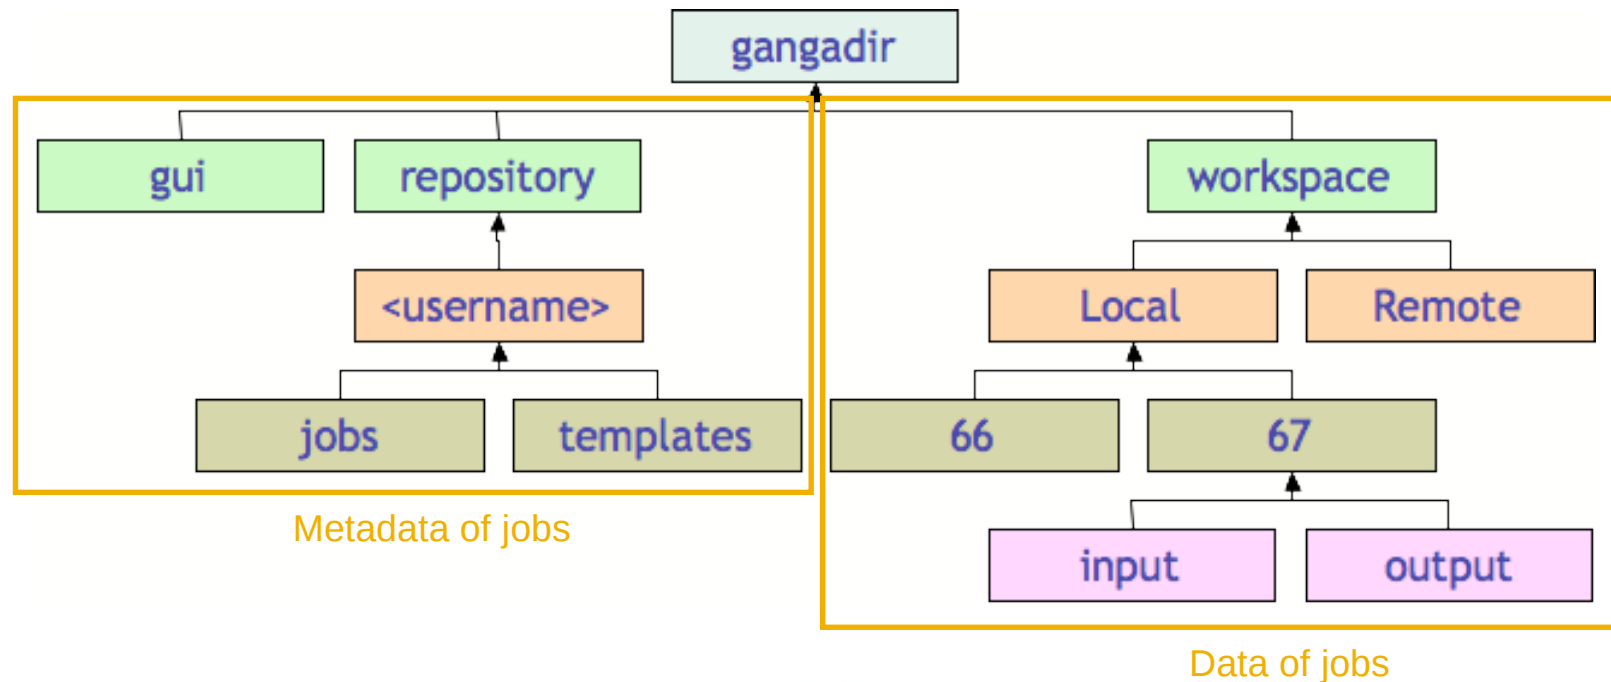 gangadir
gui
repository
workspace
<username>
Local
Remote
jobs
templates
66
67
Metadata of jobs
input
output
Data of jobs